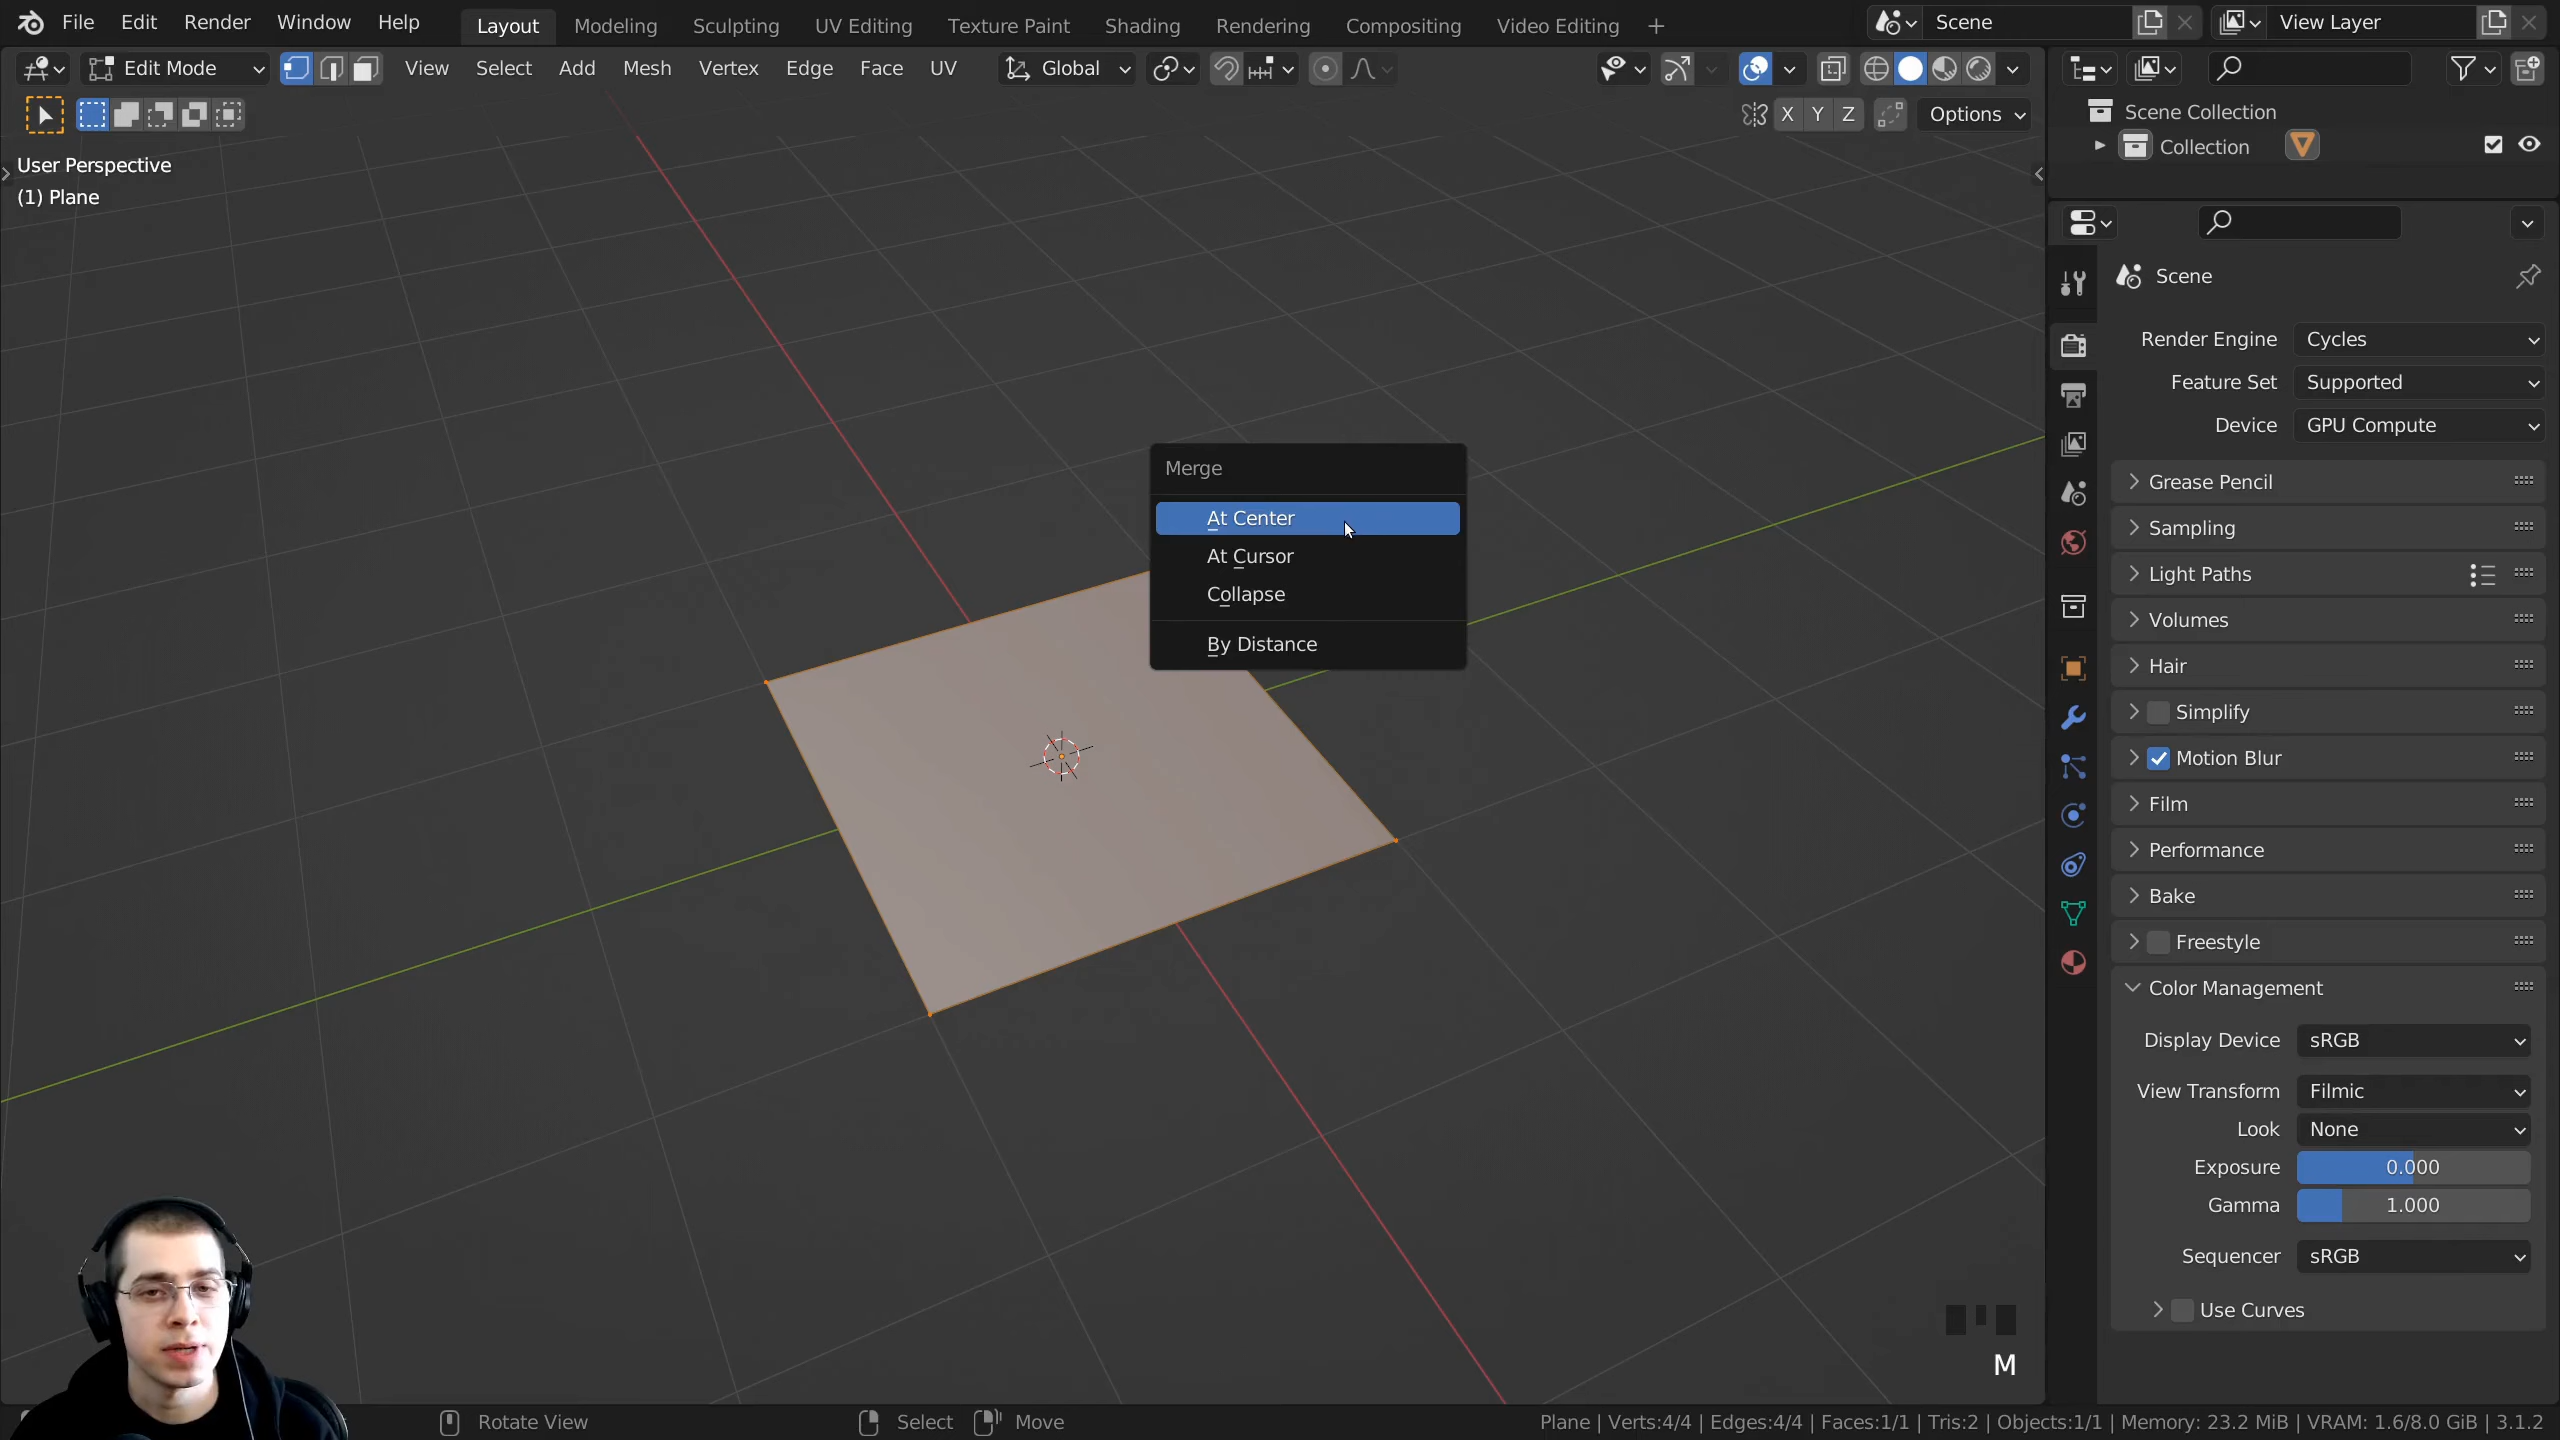 File Edit Render Window Help Layout Modeling Sculpting UV Editing Texture Paint Shading Rendering Compositing Video Editing + Scene View Layer
Edit Mode View Select Add Mesh Vertex Edge Face UV Global
X Y Z Options
User Perspective
(1) Plane
Merge
At Center
At Cursor
Collapse
By Distance
M
Scene Collection
Collection
Scene
Render Engine Cycles
Feature Set Supported
Device GPU Compute
Grease Pencil
Sampling
Light Paths
Volumes
Hair
Simplify
Motion Blur
Film
Performance
Bake
Freestyle
Color Management
Display Device sRGB
View Transform Filmic
Look None
Exposure 0.000
Gamma 1.000
Sequencer sRGB
Use Curves
Rotate View Select Move Plane | Verts:4/4 | Edges:4/4 | Faces:1/1 | Tris:2 | Objects:1/1 | Memory: 23.2 MiB | VRAM: 1.6/8.0 GiB | 3.1.2